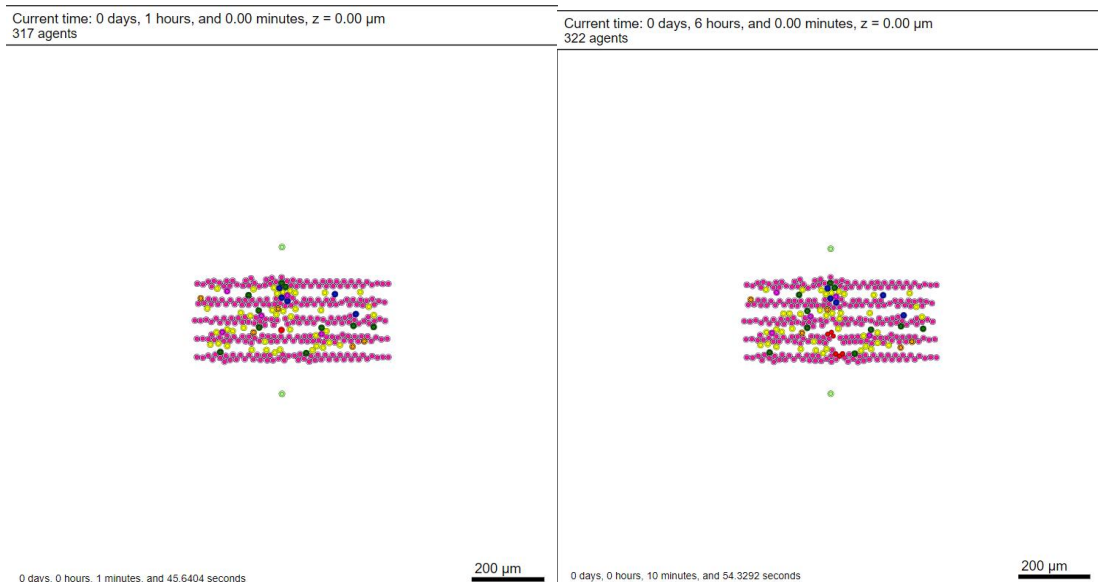 Current time: 0 days, 1 hours, and 0.00 minutes, z = 0.00 μm
317 agents
200 μm
0 days, 0 hours, 1 minutes, and 45.6404 seconds
Current time: 0 days, 6 hours, and 0.00 minutes, z = 0.00 μm
322 agents
200 μm
0 days, 0 hours, 10 minutes, and 54.3292 seconds